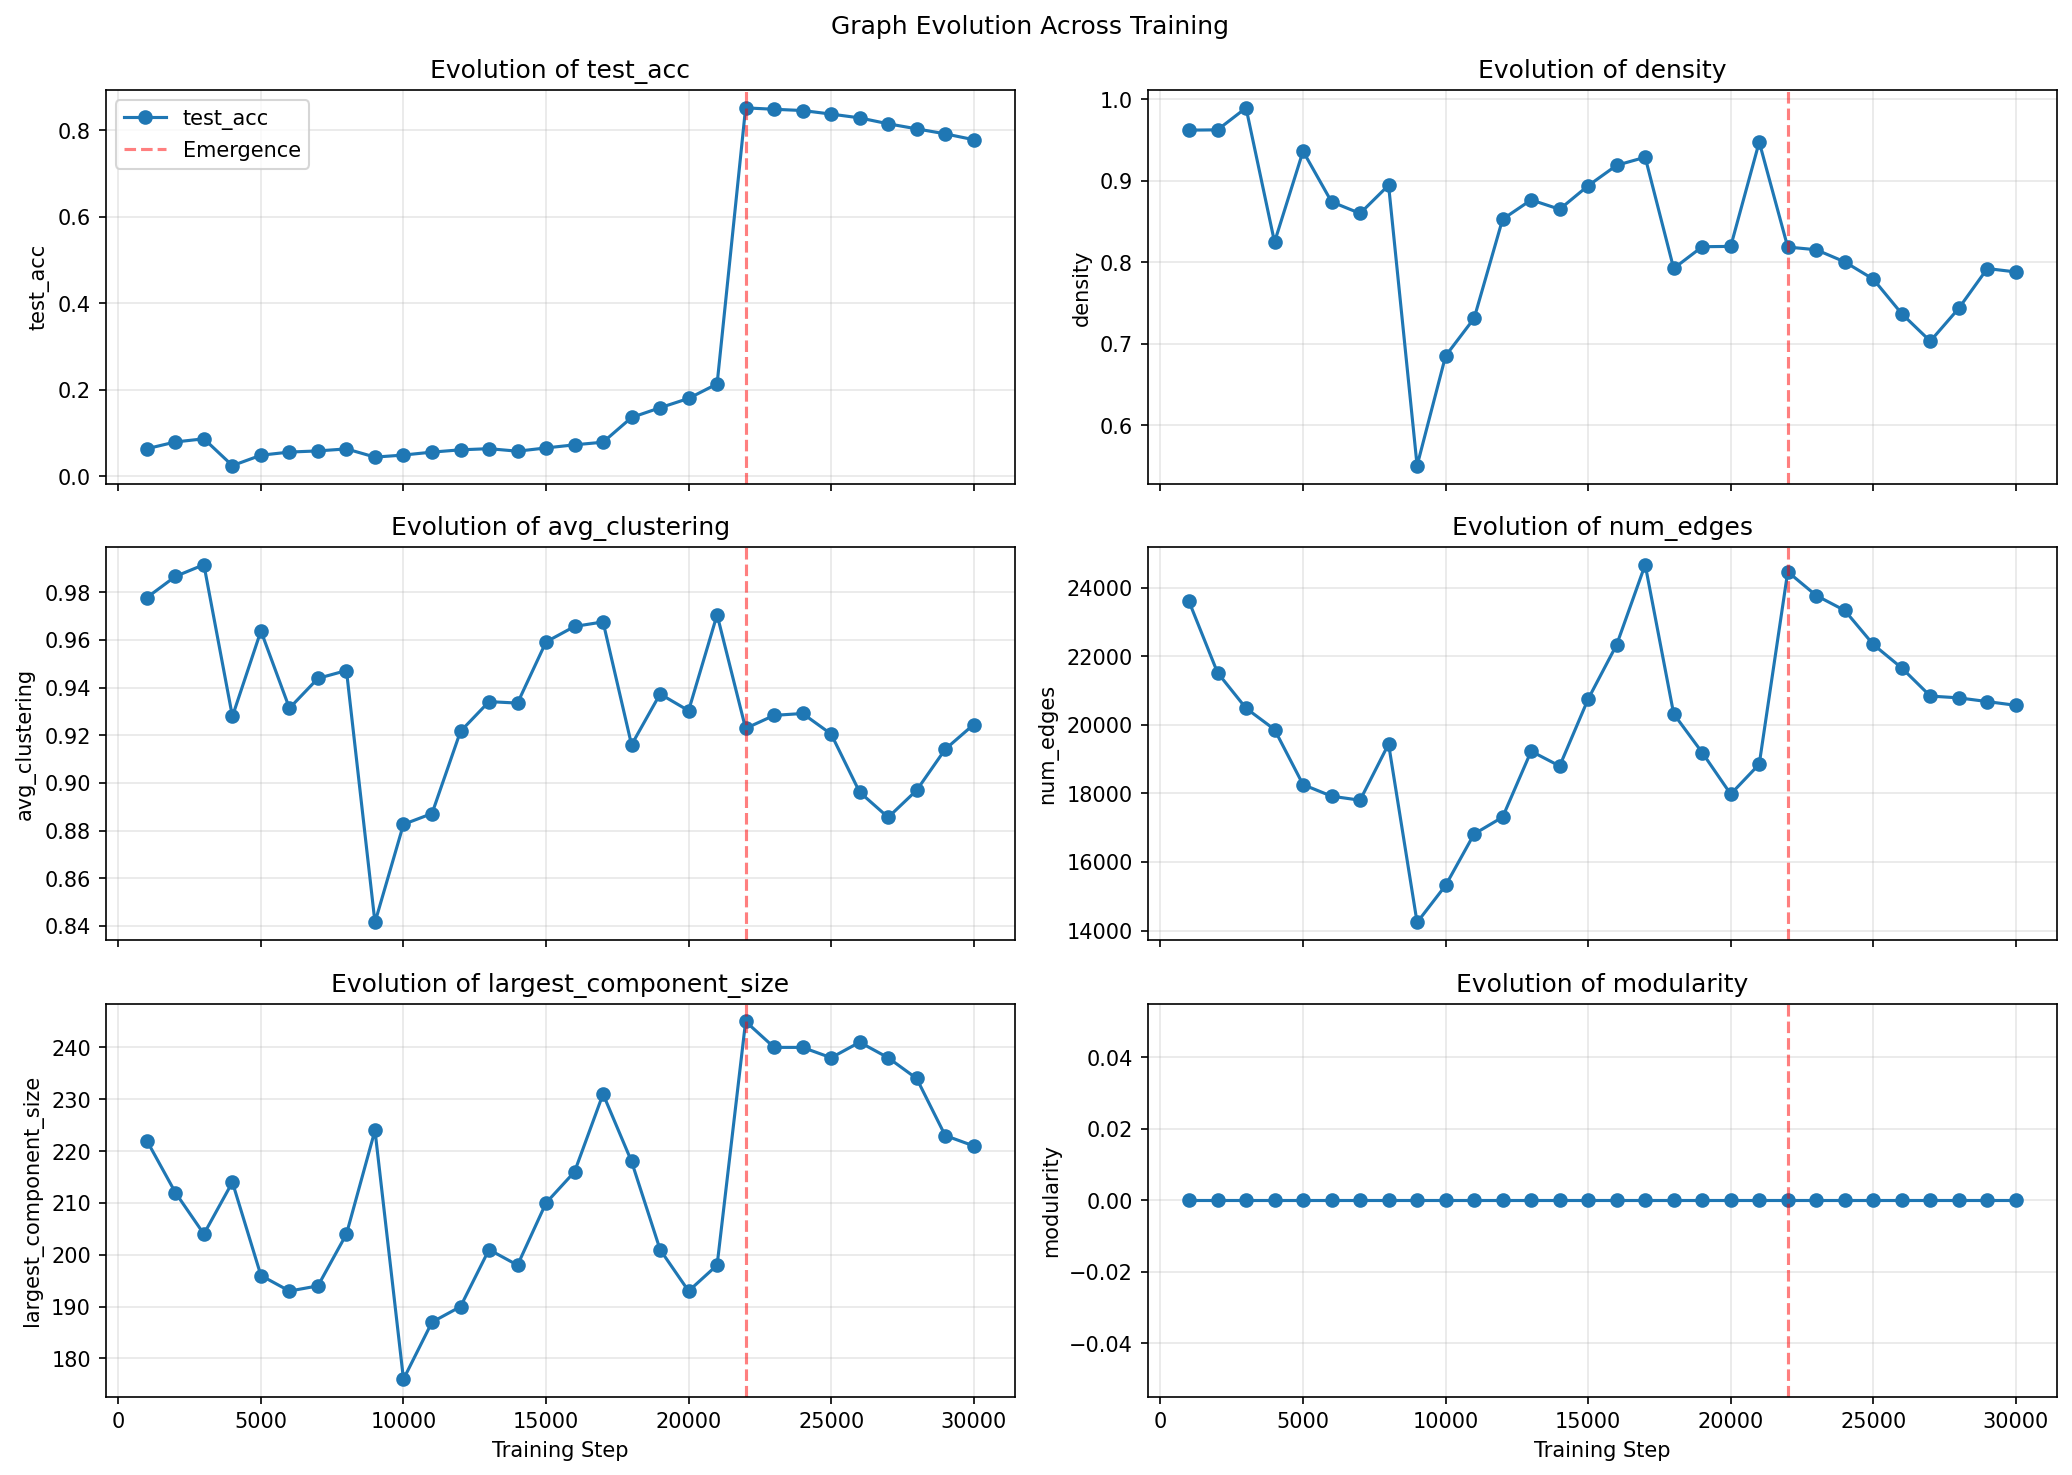 Graph Evolution Across Training
Evolution of test_acc
test_acc
Emergence
0.8
0.6
0.4
0.2
0.0
test_acc
Evolution of density
1.0
0.9
0.8
0.7
0.6
density
Evolution of avg_clustering
0.98
0.96
0.94
0.92
0.90
0.88
0.86
0.84
avg_clustering
Evolution of num_edges
24000
22000
20000
18000
16000
14000
num_edges
Evolution of largest_component_size
240
230
220
210
200
190
180
largest_component_size
0 5000 10000 15000 20000 25000 30000
Training Step
Evolution of modularity
0.04
0.02
0.00
−0.02
−0.04
modularity
0 5000 10000 15000 20000 25000 30000
Training Step